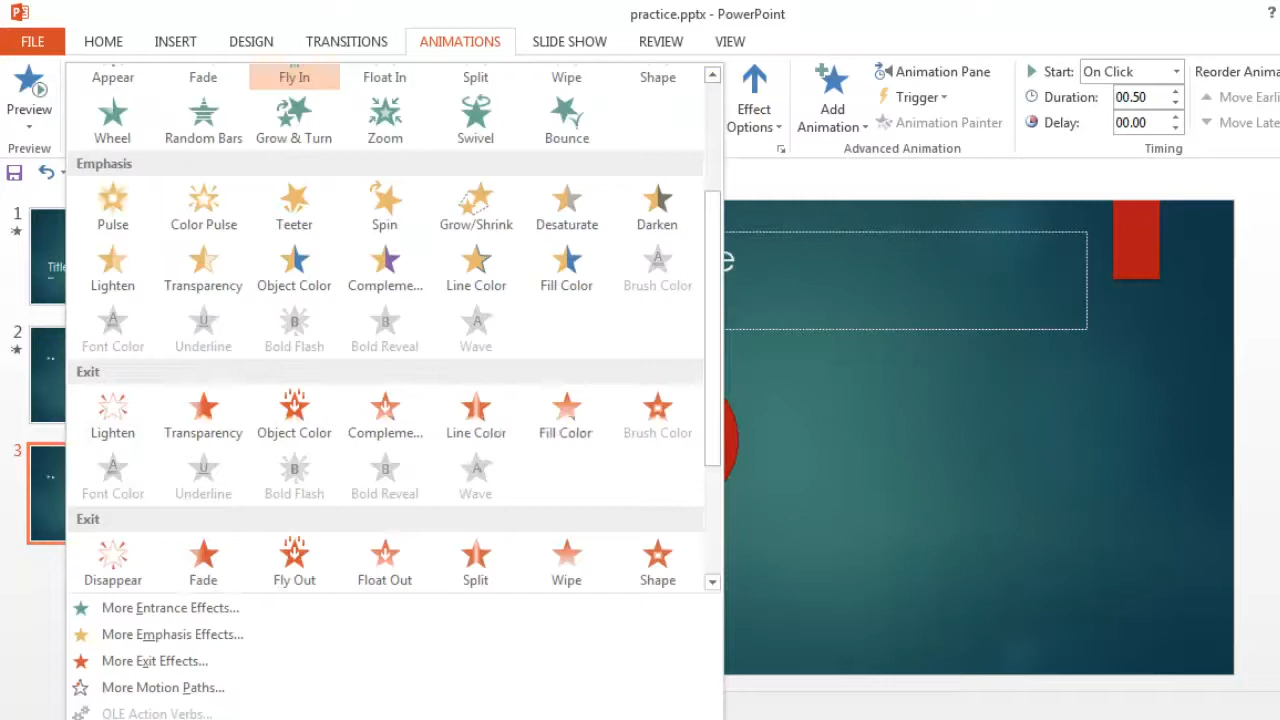 practice.pptx - PowerPoint
?
FILE HOME INSERT DESIGN TRANSITIONS ANIMATIONS SLIDE SHOW REVIEW VIEW
Preview
Preview
Appear Fade Fly In Float In Split Wipe Shape
Wheel Random Bars Grow & Turn Zoom Swivel Bounce
Emphasis
Pulse Color Pulse Teeter Spin Grow/Shrink Desaturate Darken
Lighten Transparency Object Color Compleme... Line Color Fill Color Brush Color
Font Color Underline Bold Flash Bold Reveal Wave
Exit
Lighten Transparency Object Color Compleme... Line Color Fill Color Brush Color
Font Color Underline Bold Flash Bold Reveal Wave
Exit
Disappear Fade Fly Out Float Out Split Wipe Shape
More Entrance Effects...
More Emphasis Effects...
More Exit Effects...
More Motion Paths...
OLE Action Verbs...
Effect
Options
Add
Animation
Animation Pane
Trigger
Animation Painter
Advanced Animation
Start: On Click
Duration: 00.50
Delay: 00.00
Timing
Reorder Anima
Move Earli
Move Late
1
Title
2
3
e